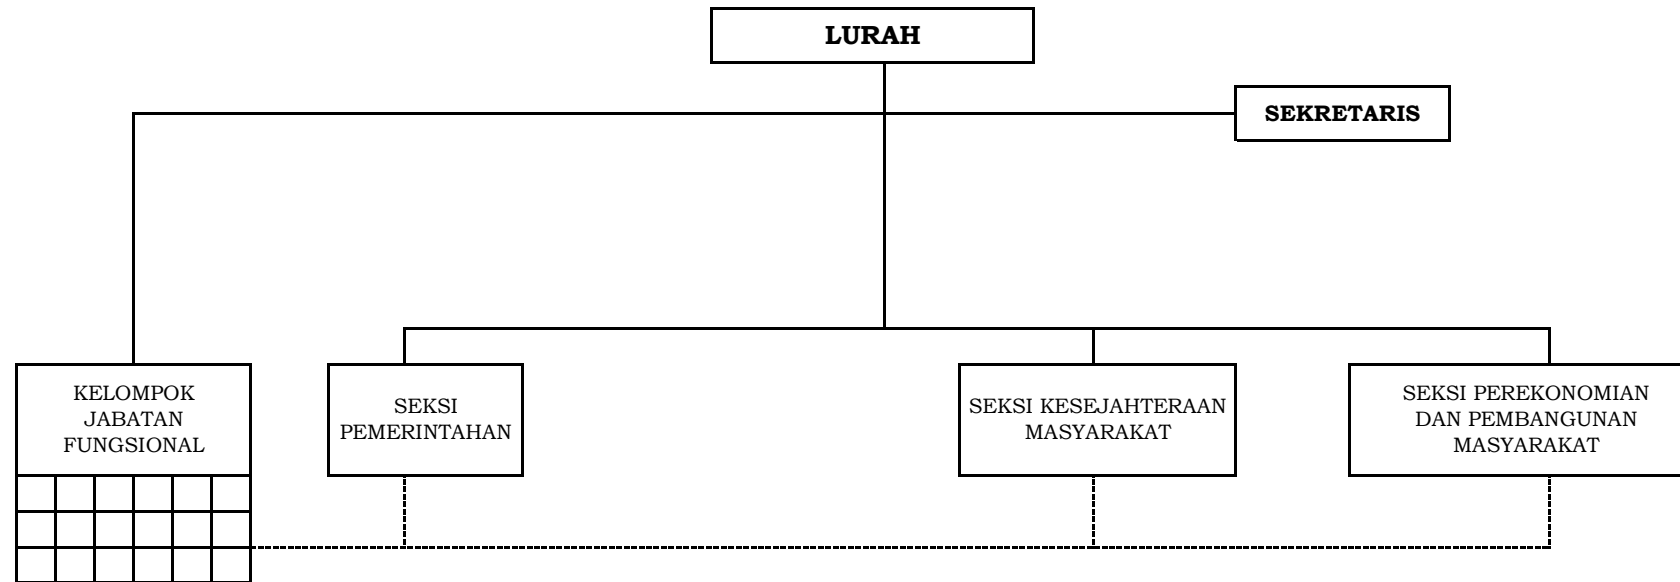 LURAH
SEKRETARIS
KELOMPOK
JABATAN
FUNGSIONAL
SEKSI
PEMERINTAHAN
SEKSI KESEJAHTERAAN
MASYARAKAT
SEKSI PEREKONOMIAN
DAN PEMBANGUNAN
MASYARAKAT